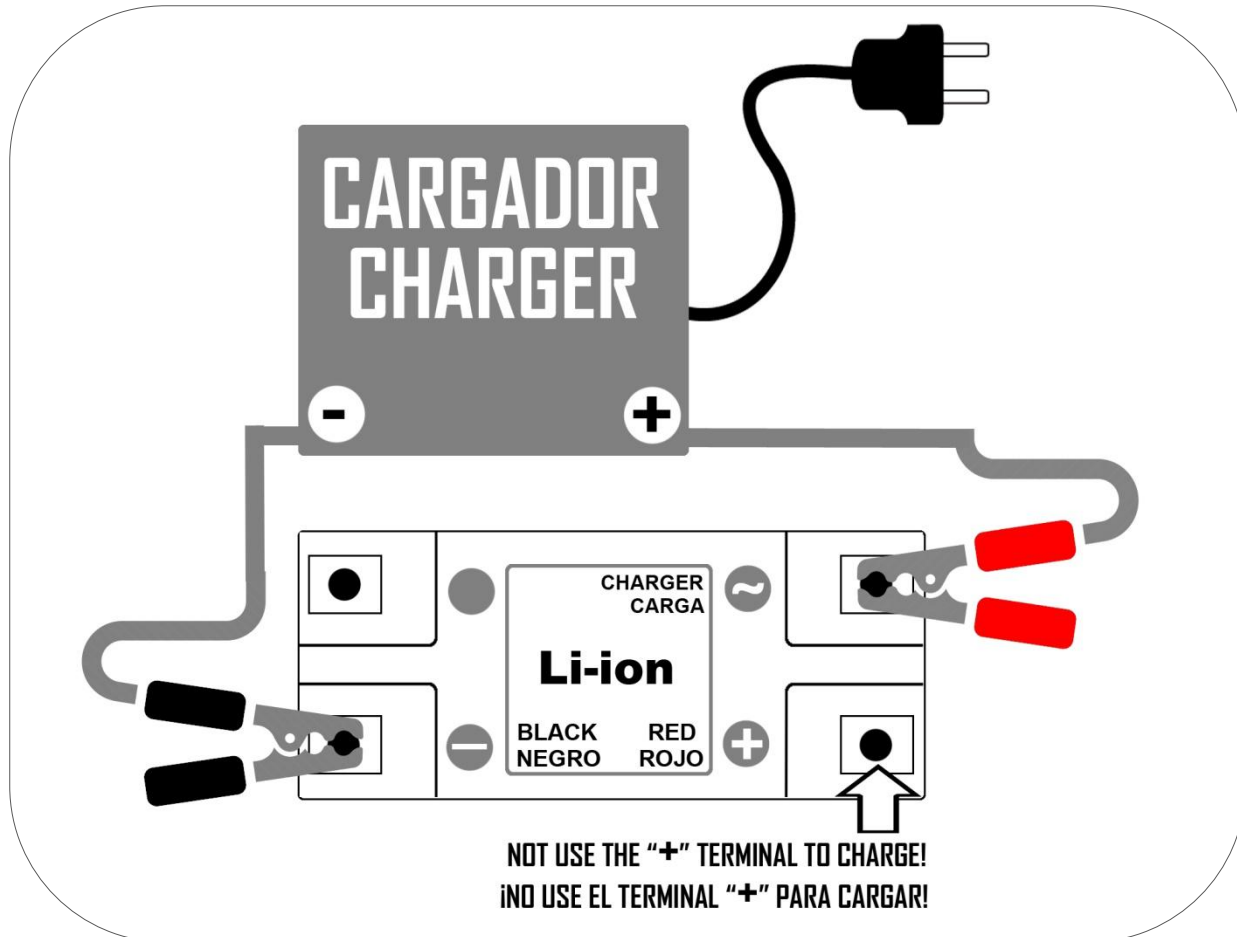 CARGADOR
CHARGER
- +
CHARGER ~
CARGA
Li-ion
− BLACK RED +
NEGRO ROJO
NOT USE THE “+” TERMINAL TO CHARGE!
¡NO USE EL TERMINAL “+” PARA CARGAR!